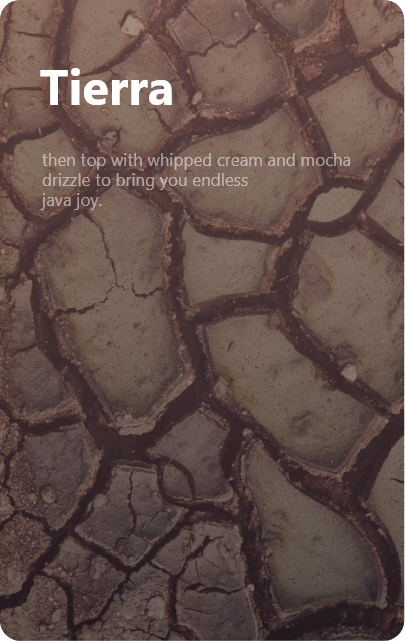 Tierra
then top with whipped cream and mocha
drizzle to bring you endless
java joy.